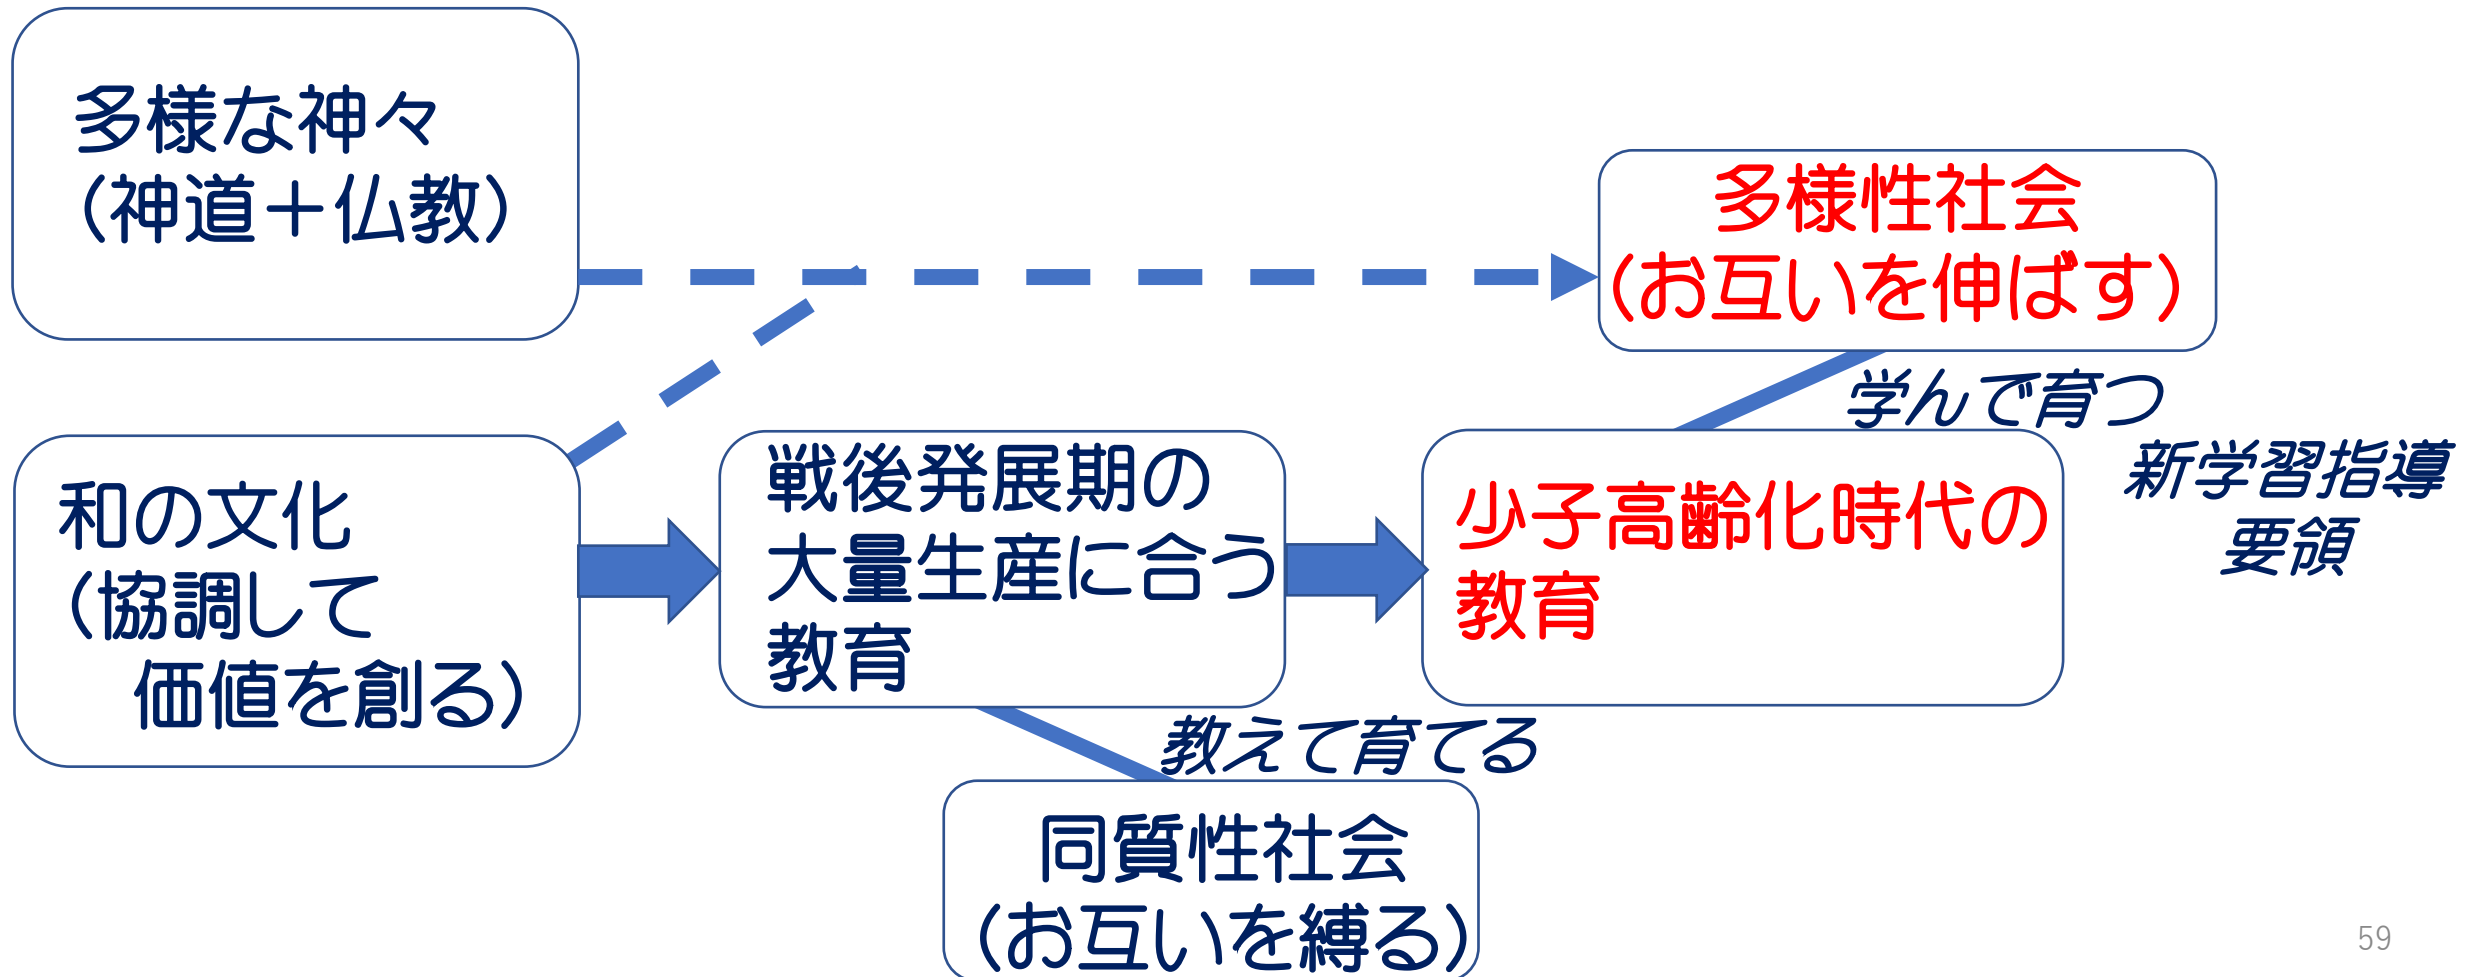 多様な神々
(神道＋仏教)
多様性社会
(お互いを伸ばす)
学んで育つ
新学習指導
要領
和の文化
(協調して
価値を創る)
戦後発展期の
大量生産に合う
教育
少子高齢化時代の
教育
教えて育てる
同質性社会
(お互いを縛る)
59